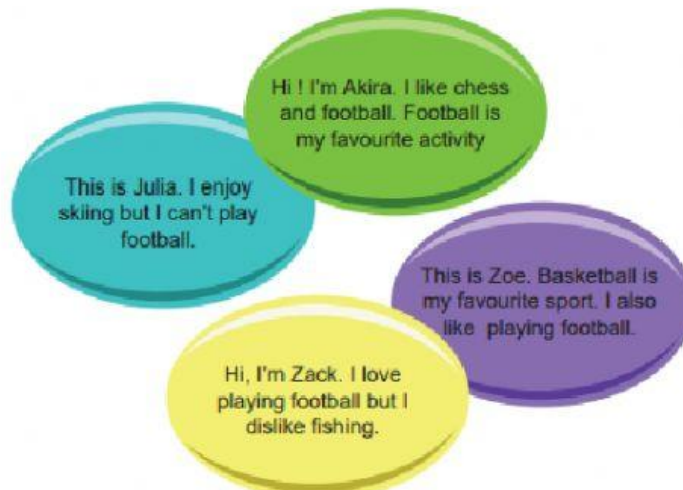 Hi ! I'm Akira. I like chess
and football. Football is
my favourite activity
This is Julia. I enjoy
skiing but I can't play
football.
This is Zoe. Basketball is
my favourite sport. I also
like playing football.
Hi, I'm Zack. I love
playing football but I
dislike fishing.